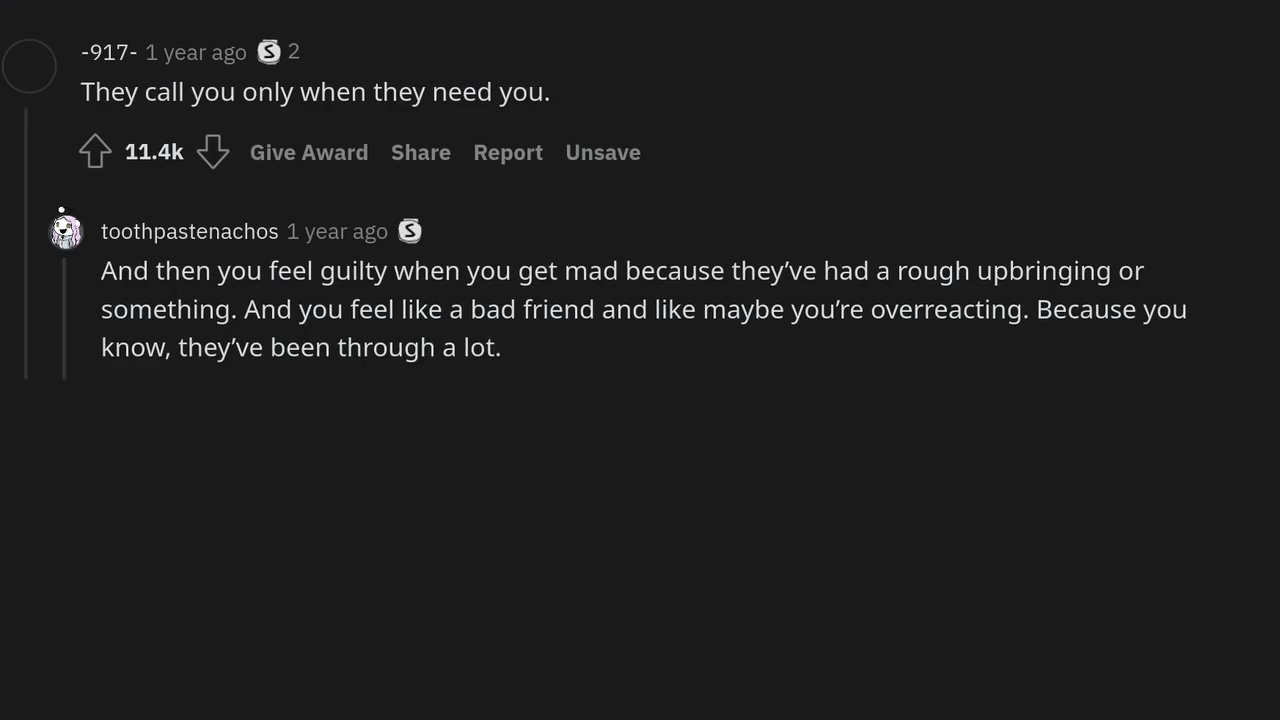 -917- 1 year ago S 2
They call you only when they need you.
11.4k Give Award Share Report Unsave
toothpastenachos 1 year ago S
And then you feel guilty when you get mad because they’ve had a rough upbringing or
something. And you feel like a bad friend and like maybe you’re overreacting. Because you
know, they’ve been through a lot.